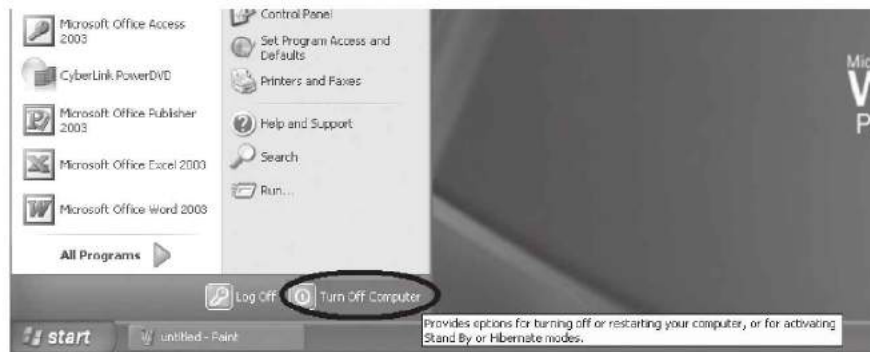 Microsoft Office Access
2003
CyberLink PowerDVD
Microsoft Office Publisher
2003
Microsoft Office Excel 2003
Microsoft Office Word 2003
All Programs
Control Panel
Set Program Access and
Defaults
Printers and Faxes
Help and Support
Search
Run...
Log Off
Turn Off Computer
Provides options for turning off or restarting your computer, or for activating
Stand By or Hibernate modes.
start
untitled - Paint